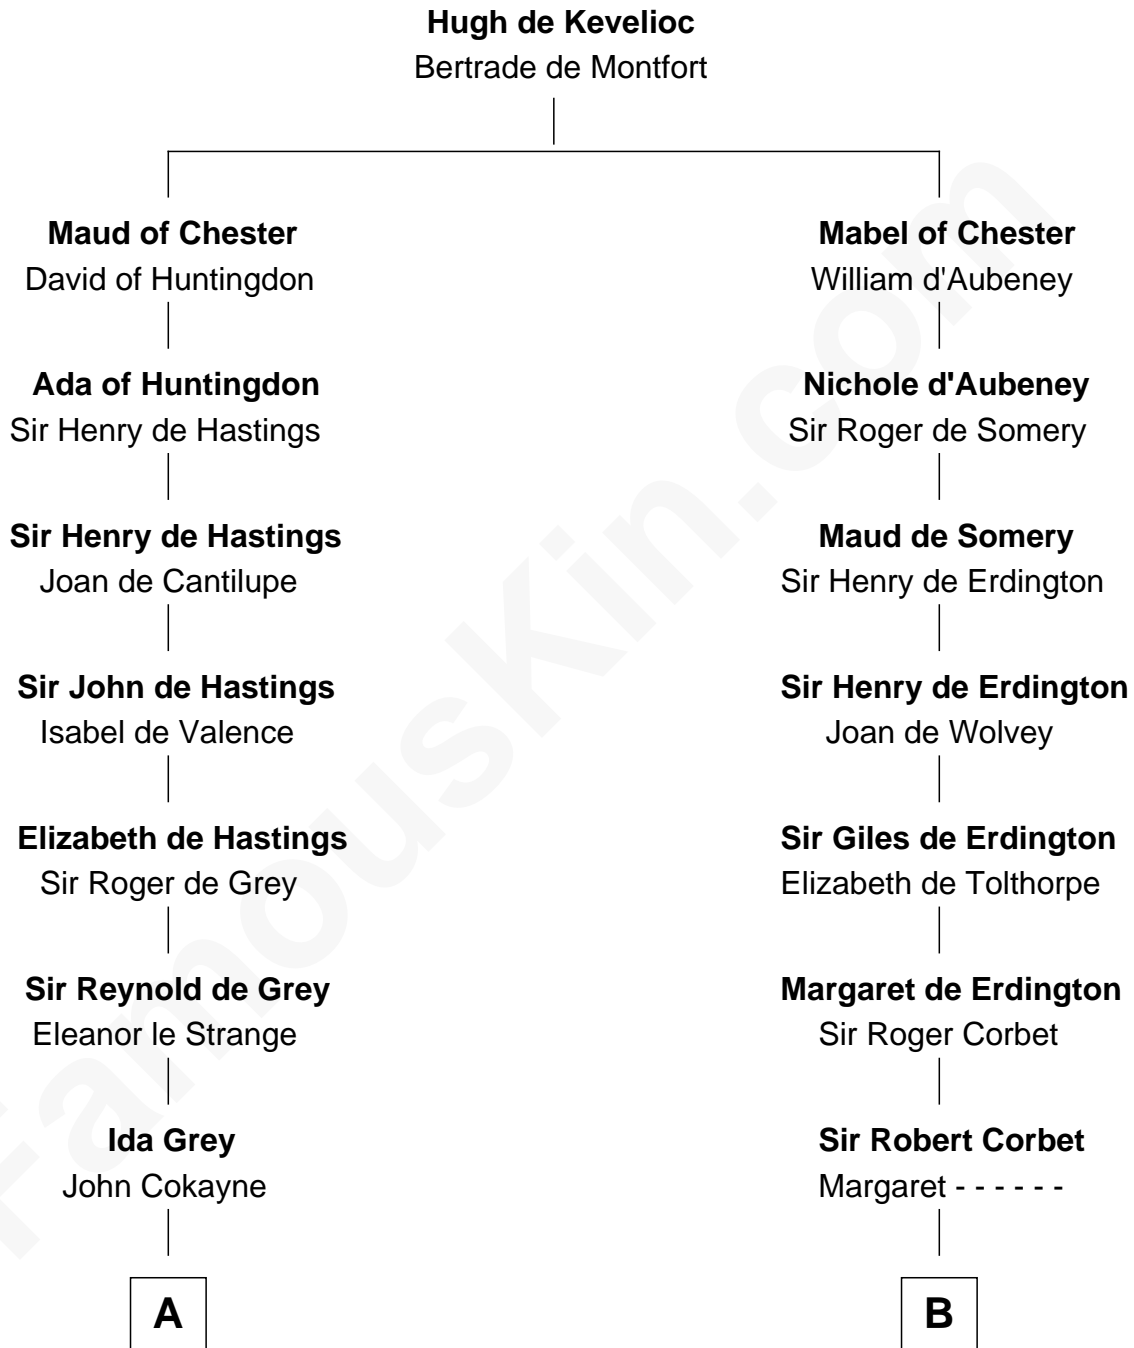 Hugh de Kevelioc
Bertrade de Montfort
Maud of Chester
David of Huntingdon
Mabel of Chester
William d'Aubeney
Ada of Huntingdon
Sir Henry de Hastings
Nichole d'Aubeney
Sir Roger de Somery
Sir Henry de Hastings
Joan de Cantilupe
Maud de Somery
Sir Henry de Erdington
Sir John de Hastings
Isabel de Valence
Sir Henry de Erdington
Joan de Wolvey
Elizabeth de Hastings
Sir Roger de Grey
Sir Giles de Erdington
Elizabeth de Tolthorpe
Sir Reynold de Grey
Eleanor le Strange
Margaret de Erdington
Sir Roger Corbet
Ida Grey
John Cokayne
Sir Robert Corbet
Margaret - - - - - -
A
B
FamousKin.com